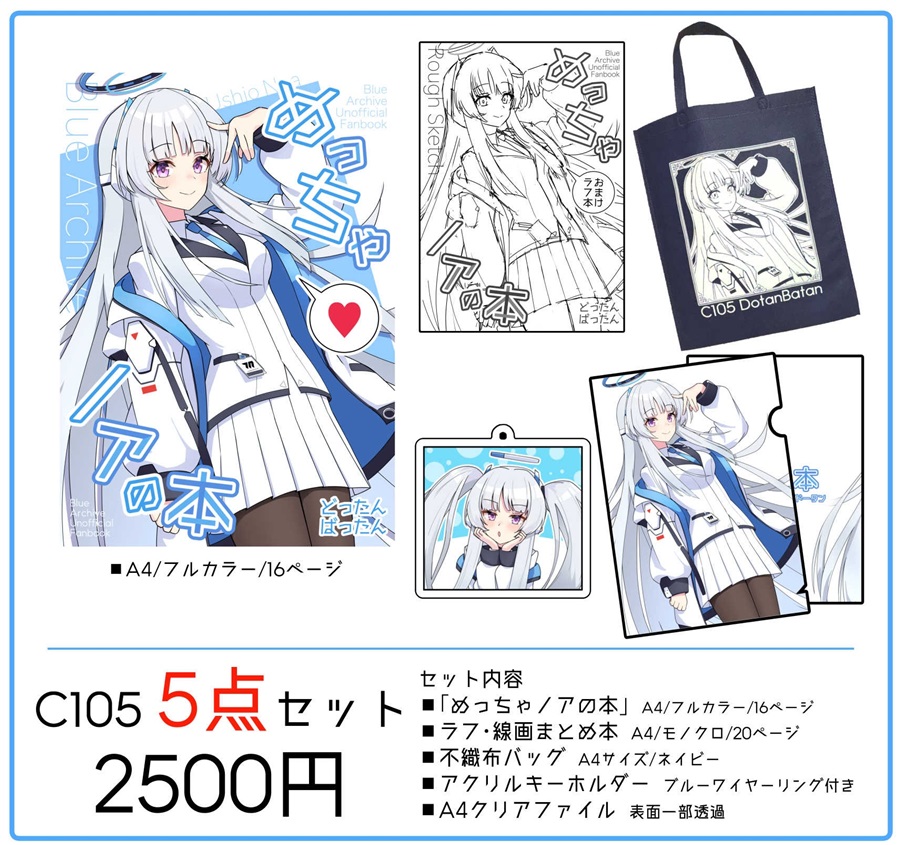 Blue Archive
Ushio Noa
Blue
Archive
Unofficial
Fanbook
めっちゃ
ノアの本
Blue
Archive
Unofficial
Fanbook
どったん
ばったん
■A4/フルカラー/16ページ
Rough Sketch
Blue
Archive
Unofficial
Fanbook
めっちゃ
おまけ
ラフ本
ノアの本
どったん
ばったん
C105 DotanBatan
本
C105 5点セット
2500円
セット内容
■「めっちゃノアの本」 A4/フルカラー/16ページ
■ラフ・線画まとめ本 A4/モノクロ/20ページ
■不織布バッグ A4サイズ/ネイビー
■アクリルキーホルダー ブルーワイヤーリング付き
■A4クリアファイル 表面一部透過